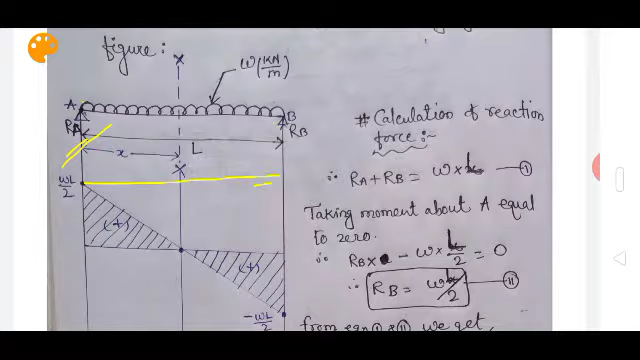 figure:
x
w(kN/m)
A
B
RA
RB
L
x
x
wL/2
(+)
(+)
-wL/2
# Calculation of reaction
force:-
∴ RA + RB = w×L —①
Taking moment about A equal
to zero.
∴ RB× - w×L/2 = 0
∴ RB = wL/2 —②
from eqn ① & ② we get,